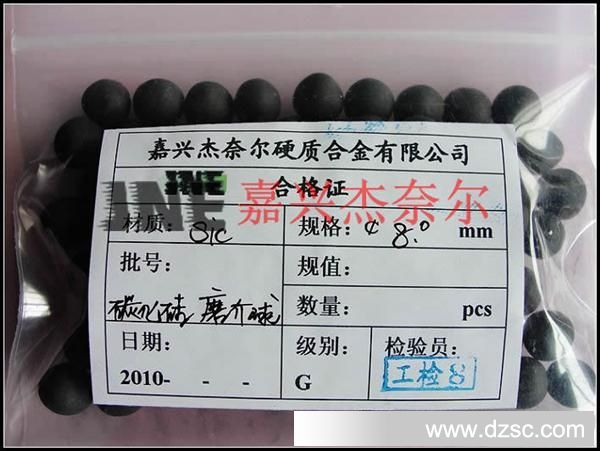 嘉兴杰奈尔硬质合金有限公司
JNE 合格证
JNE 嘉兴杰奈尔
材质: SiC 规格: ¢ 8.0 mm
批号: 规值:
碳化硅 磨介球 数量: pcs
日期: 级别: 检验员:
2010- - - G 工检 8
www.dzsc.com